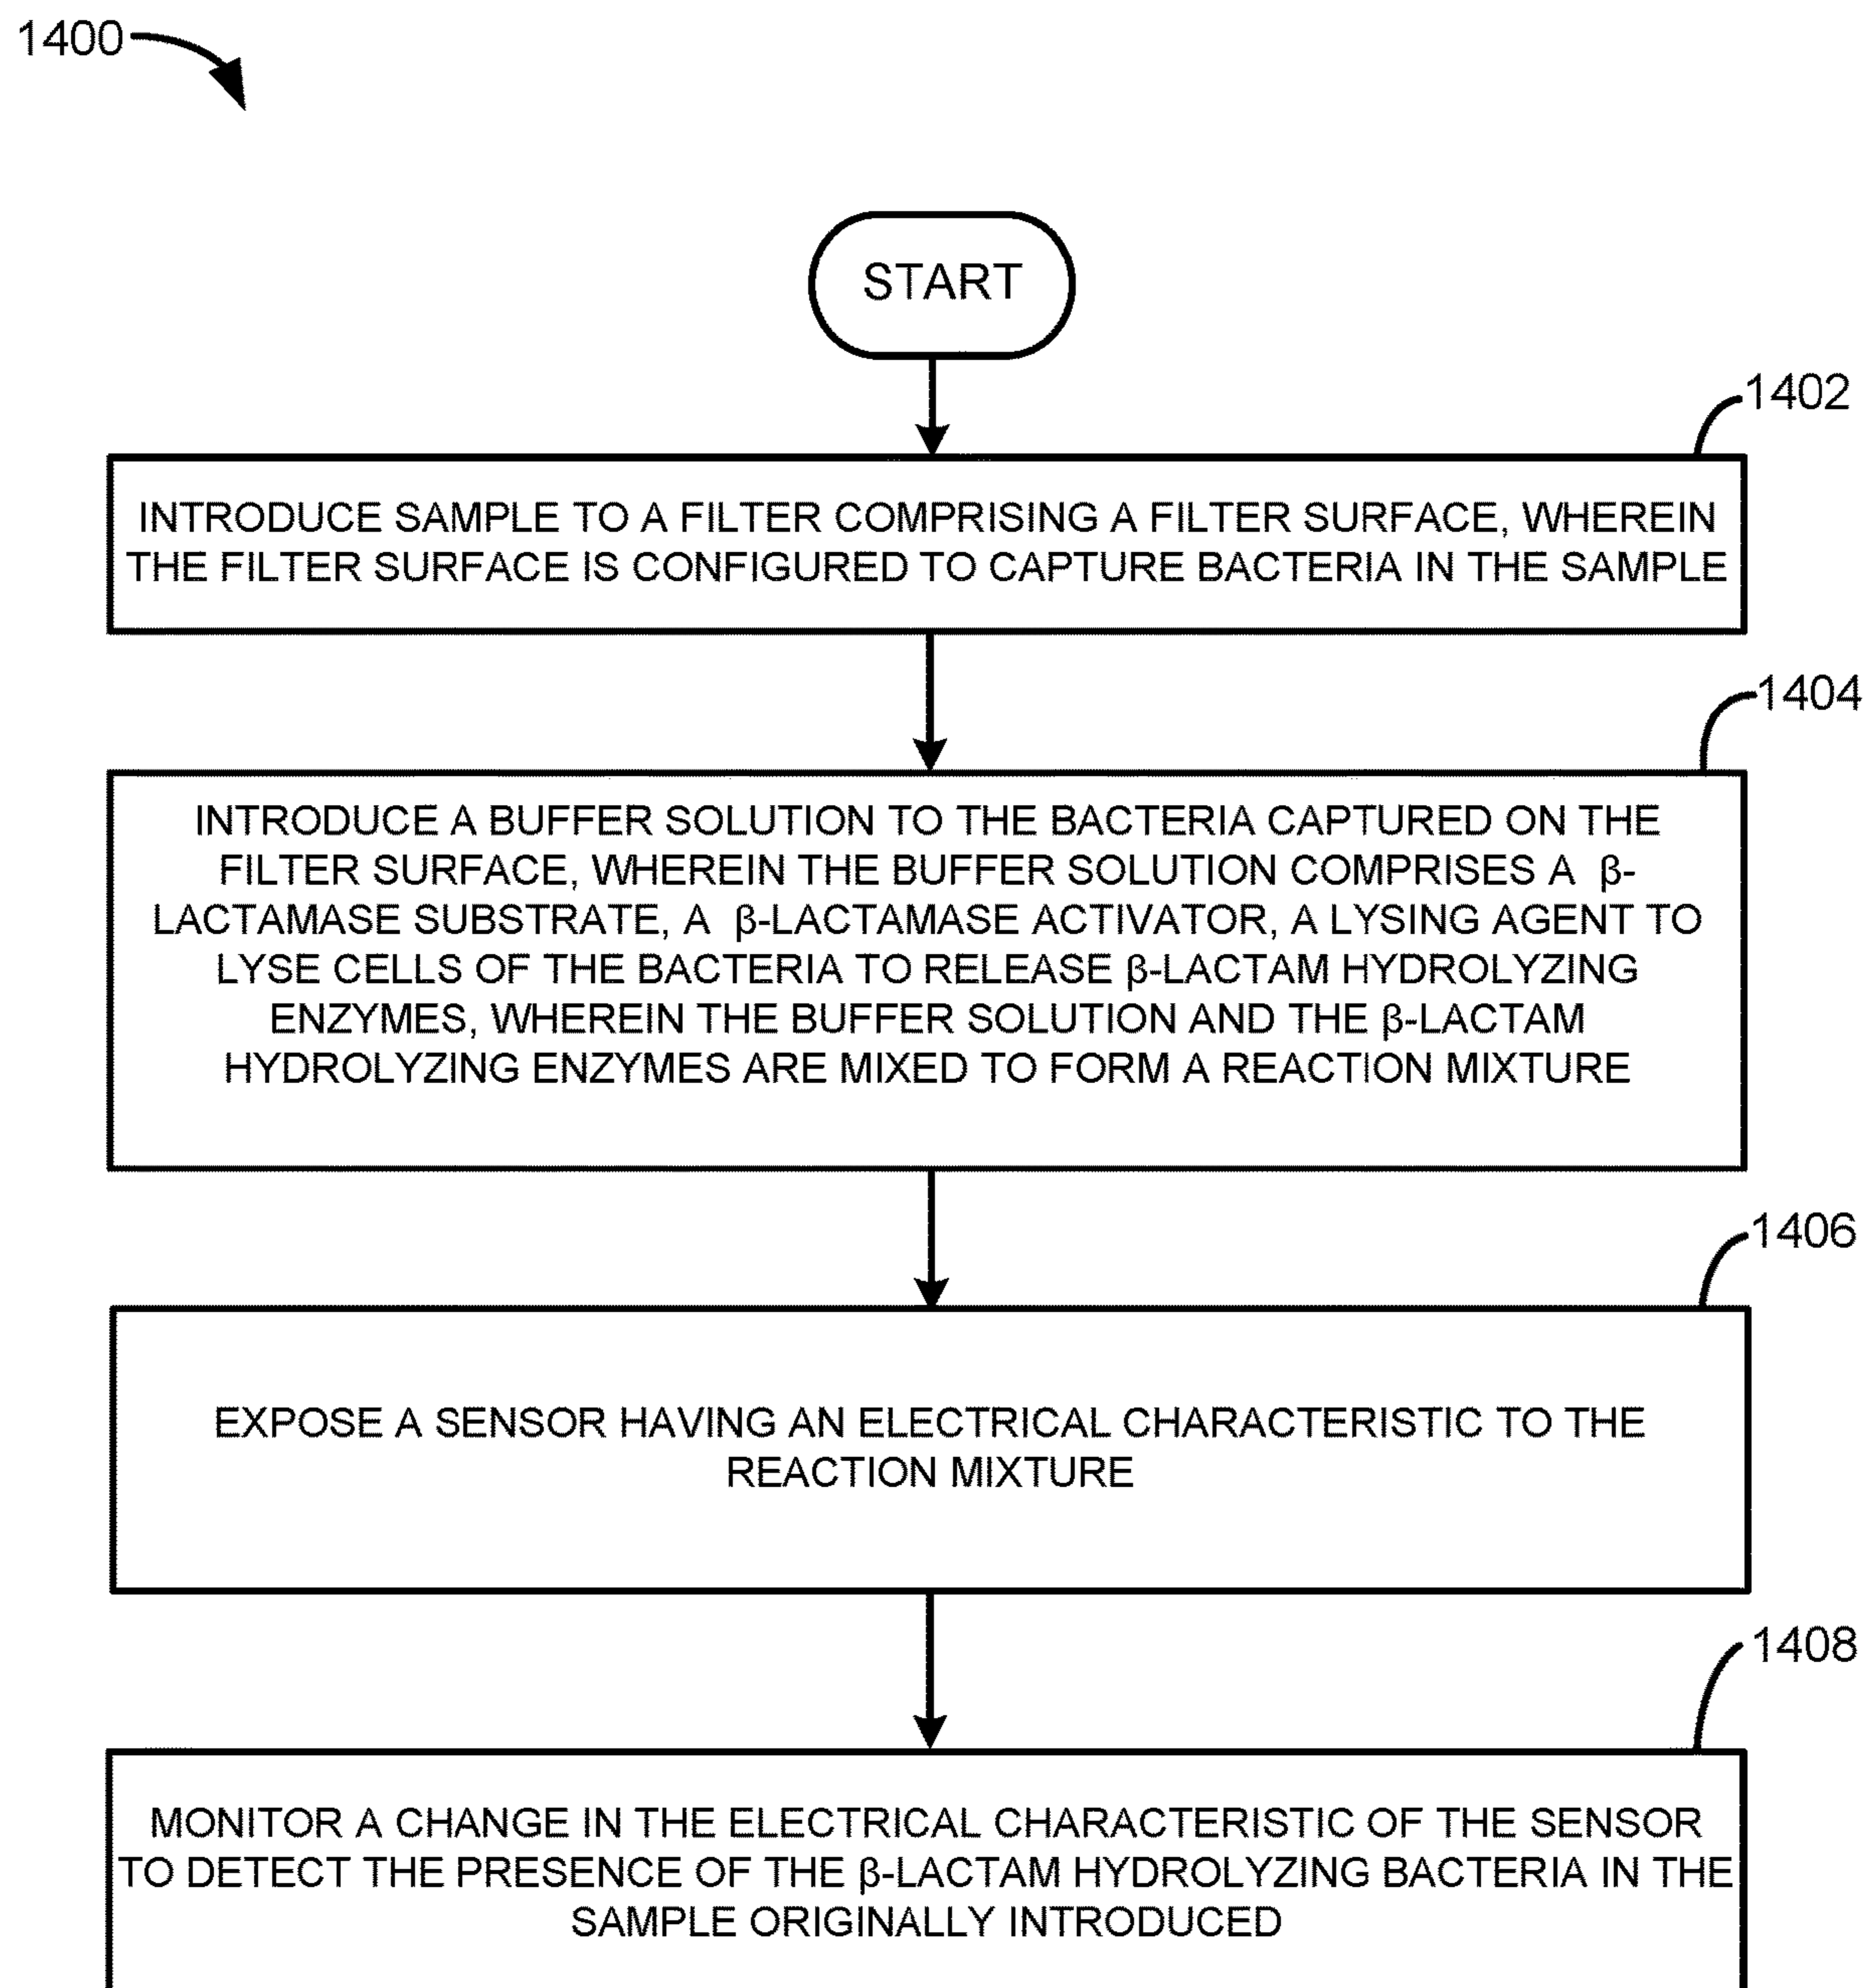 1400
START
1402
INTRODUCE SAMPLE TO A FILTER COMPRISING A FILTER SURFACE, WHEREIN
THE FILTER SURFACE IS CONFIGURED TO CAPTURE BACTERIA IN THE SAMPLE
1404
INTRODUCE A BUFFER SOLUTION TO THE BACTERIA CAPTURED ON THE
FILTER SURFACE, WHEREIN THE BUFFER SOLUTION COMPRISES A β-
LACTAMASE SUBSTRATE, A β-LACTAMASE ACTIVATOR, A LYSING AGENT TO
LYSE CELLS OF THE BACTERIA TO RELEASE β-LACTAM HYDROLYZING
ENZYMES, WHEREIN THE BUFFER SOLUTION AND THE β-LACTAM
HYDROLYZING ENZYMES ARE MIXED TO FORM A REACTION MIXTURE
1406
EXPOSE A SENSOR HAVING AN ELECTRICAL CHARACTERISTIC TO THE
REACTION MIXTURE
1408
MONITOR A CHANGE IN THE ELECTRICAL CHARACTERISTIC OF THE SENSOR
TO DETECT THE PRESENCE OF THE β-LACTAM HYDROLYZING BACTERIA IN THE
SAMPLE ORIGINALLY INTRODUCED